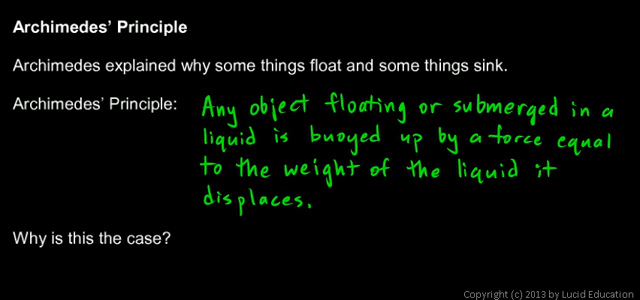 Archimedes' Principle
Archimedes explained why some things float and some things sink.
Archimedes' Principle: Any object floating or submerged in a
liquid is buoyed up by a force equal
to the weight of the liquid it
displaces.
Why is this the case?
Copyright (c) 2013 by Lucid Education